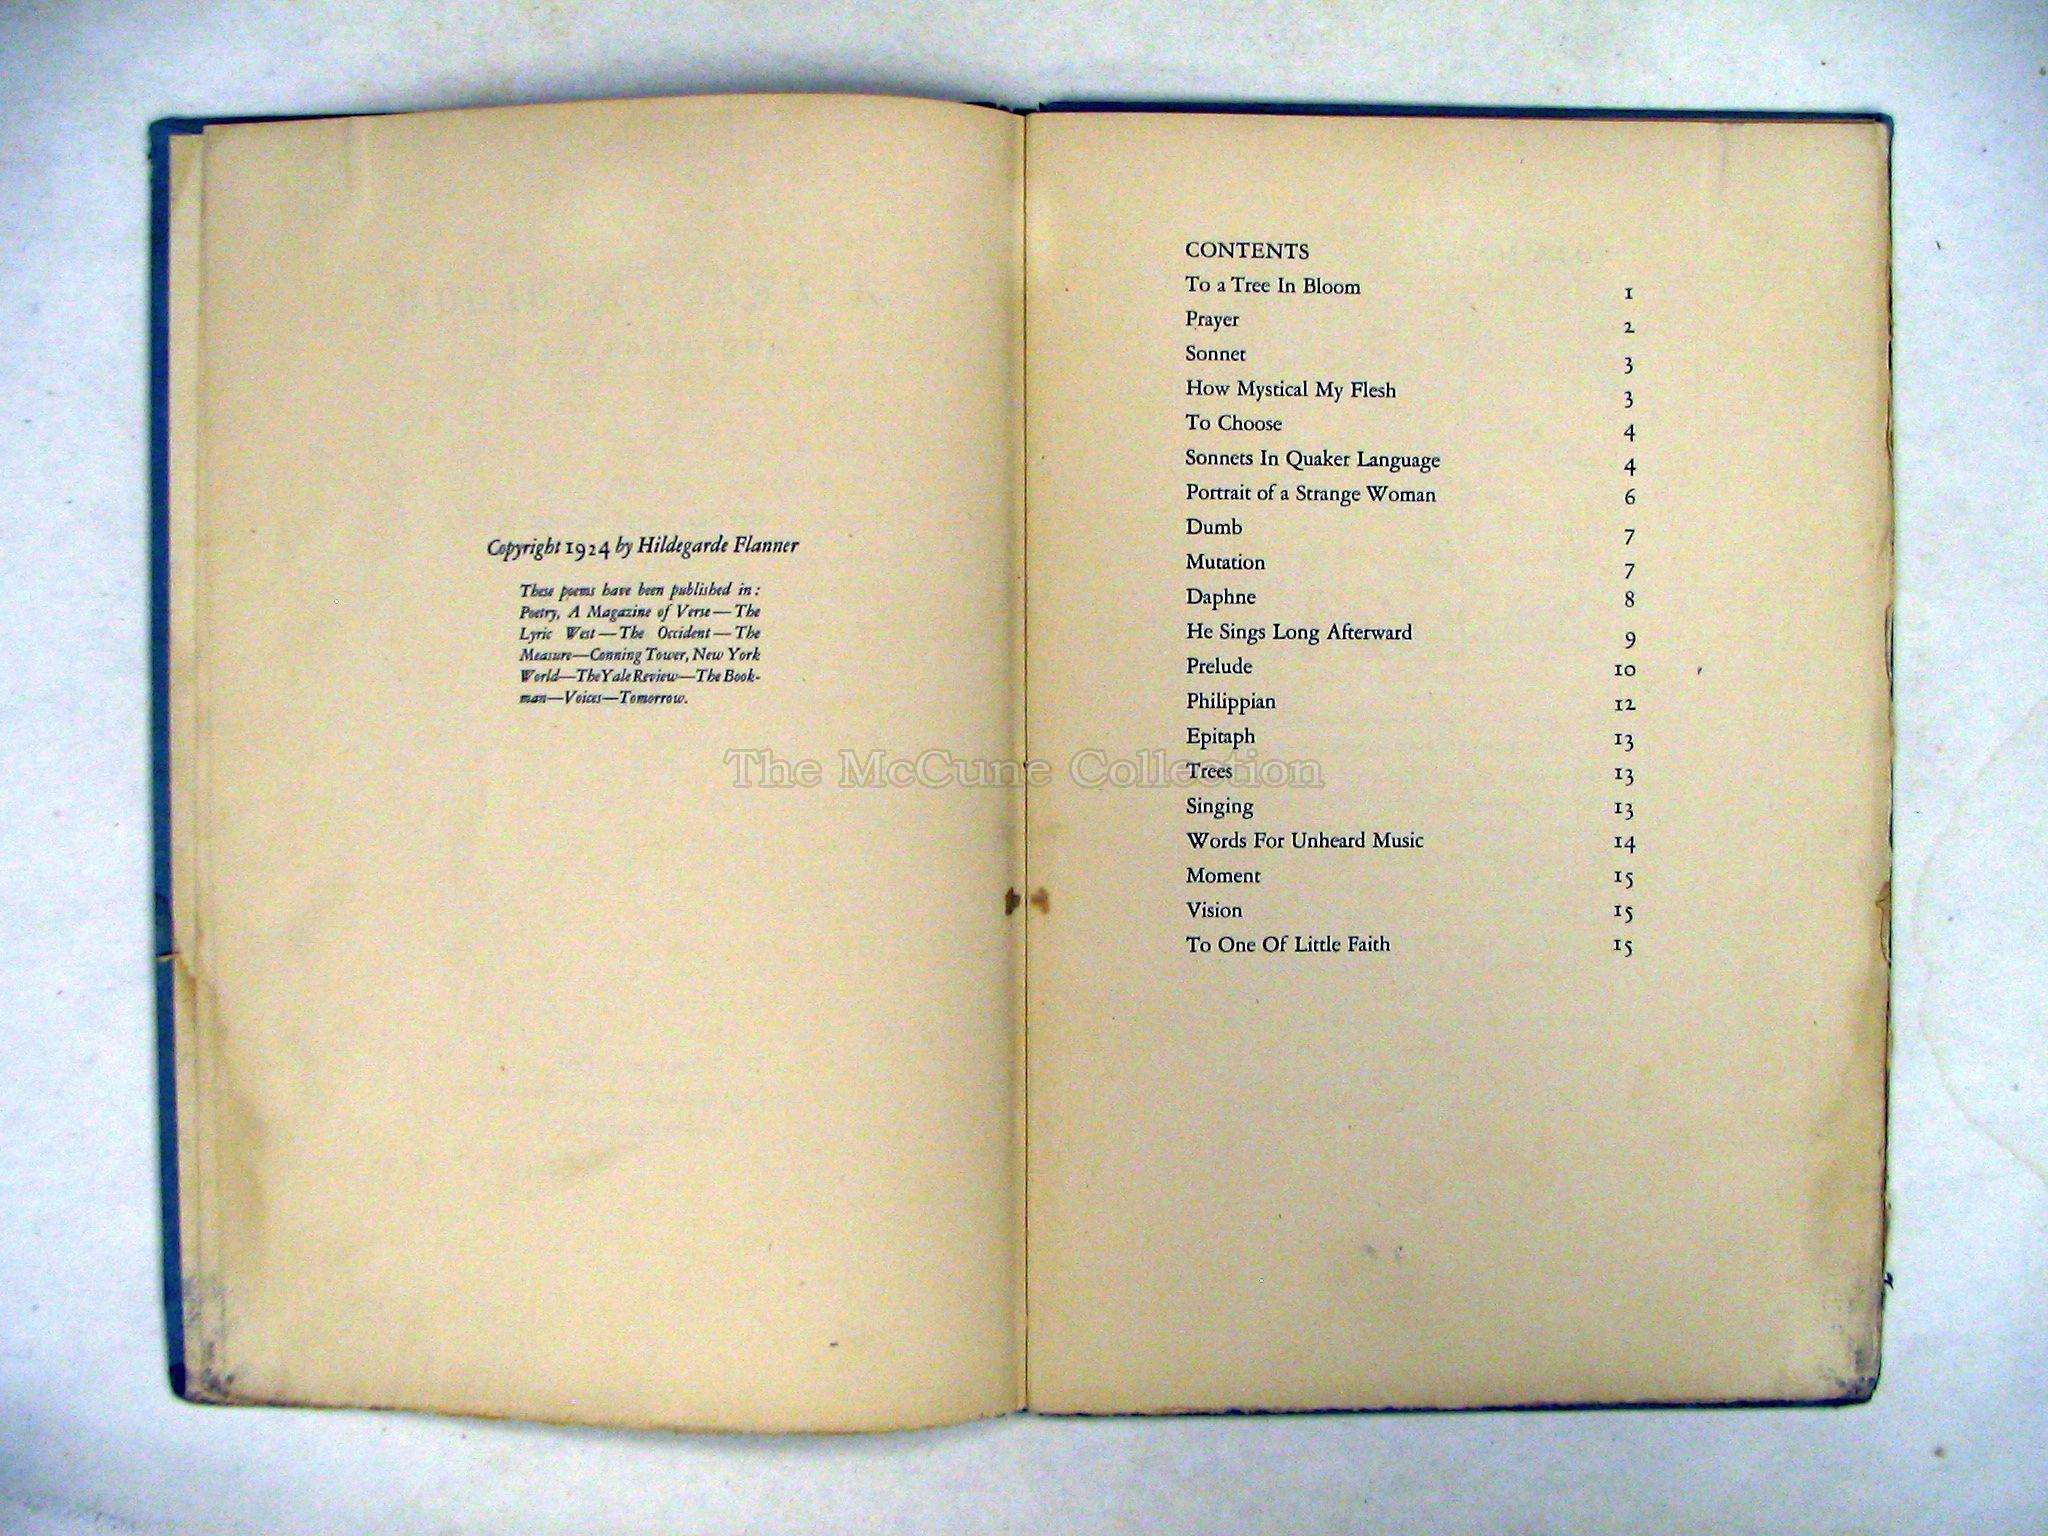 Copyright 1924 by Hildegarde Flanner
These poems have been published in:
Poetry, A Magazine of Verse—The
Lyric West—The Occident—The
Measure—Conning Tower, New York
World—The Yale Review—The Book-
man—Voices—Tomorrow.
The McCune Collection
CONTENTS
To a Tree In Bloom 1
Prayer 2
Sonnet 3
How Mystical My Flesh 3
To Choose 4
Sonnets In Quaker Language 4
Portrait of a Strange Woman 6
Dumb 7
Mutation 7
Daphne 8
He Sings Long Afterward 9
Prelude 10
Philippian 12
Epitaph 13
Trees 13
Singing 13
Words For Unheard Music 14
Moment 15
Vision 15
To One Of Little Faith 15